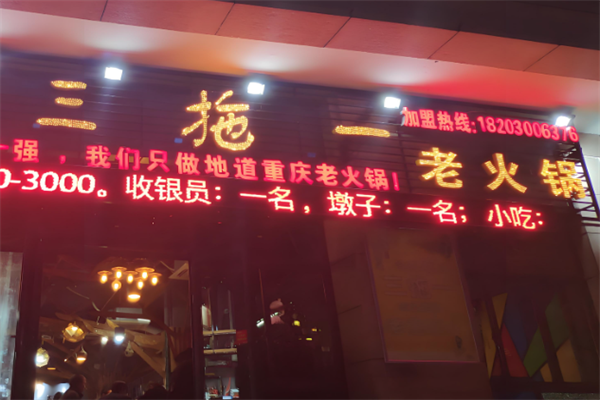 三拖一
加盟热线:18203006376
老火锅
强，我们只做地道重庆老火锅！
0-3000。收银员：一名，墩子：一名；小吃：